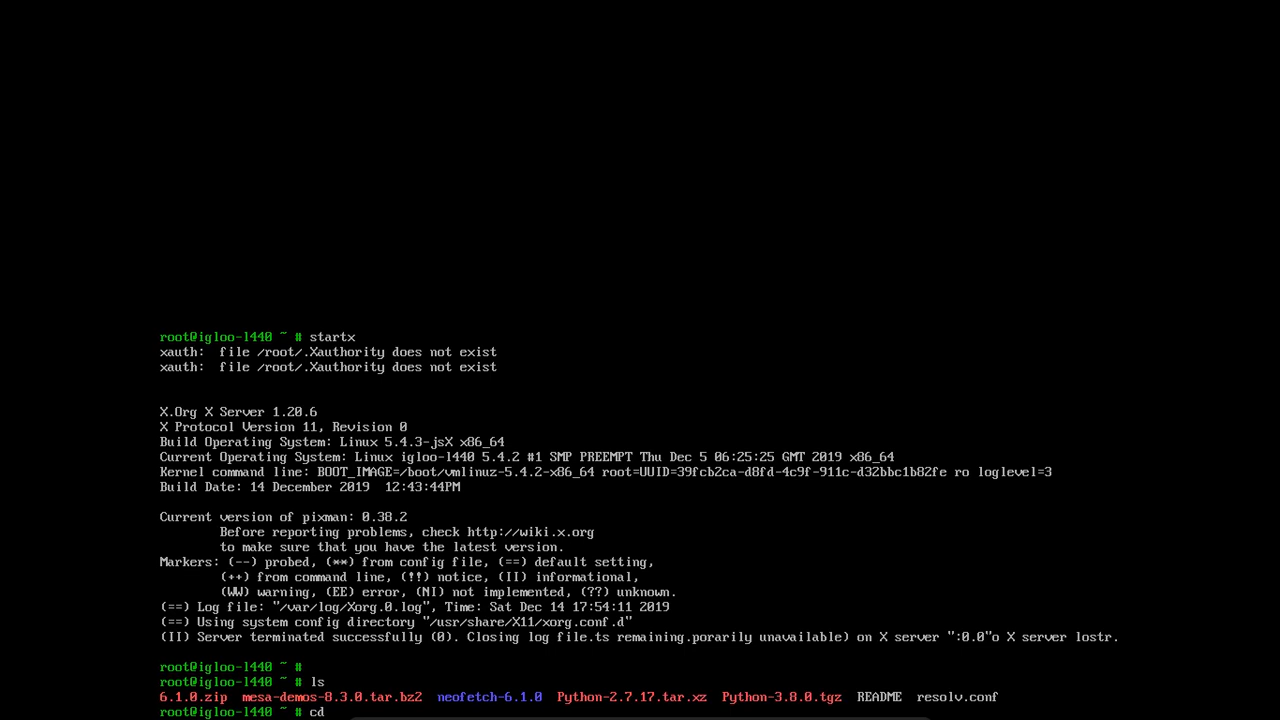 root@igloo-l440 ~ # startx
xauth:  file /root/.Xauthority does not exist
xauth:  file /root/.Xauthority does not exist
X.Org X Server 1.20.6
X Protocol Version 11, Revision 0
Build Operating System: Linux 5.4.3-jsX x86_64
Current Operating System: Linux igloo-l440 5.4.2 #1 SMP PREEMPT Thu Dec 5 06:25:25 GMT 2019 x86_64
Kernel command line: BOOT_IMAGE=/boot/vmlinuz-5.4.2-x86_64 root=UUID=39fcb2ca-d8fd-4c9f-911c-d32bbc1b82fe ro loglevel=3
Build Date: 14 December 2019  12:43:44PM
Current version of pixman: 0.38.2
Before reporting problems, check http://wiki.x.org
to make sure that you have the latest version.
Markers: (--) probed, (**) from config file, (==) default setting,
(++) from command line, (!!) notice, (II) informational,
(WW) warning, (EE) error, (NI) not implemented, (??) unknown.
(==) Log file: "/var/log/Xorg.0.log", Time: Sat Dec 14 17:54:11 2019
(==) Using system config directory "/usr/share/X11/xorg.conf.d"
(II) Server terminated successfully (0). Closing log file.ts remaining.porarily unavailable) on X server ":0.0"o X server lostr.
root@igloo-l440 ~ #
root@igloo-l440 ~ # ls
6.1.0.zip  mesa-demos-8.3.0.tar.bz2  neofetch-6.1.0  Python-2.7.17.tar.xz  Python-3.8.0.tgz  README  resolv.conf
root@igloo-l440 ~ # cd